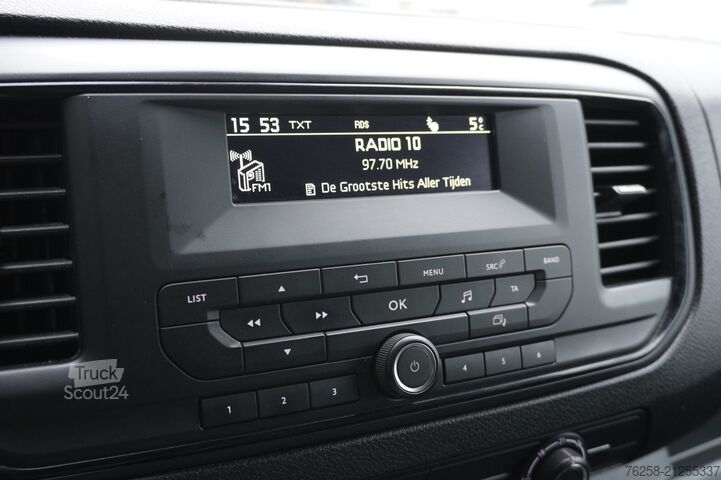 15 53 TXT RDS 5°C
RADIO 10
97.70 MHz
FM1
De Grootste Hits Aller Tijden
LIST
MENU
SRC
BAND
OK
TA
1
2
3
4
5
6
Truck
Scout24
76258-21255337